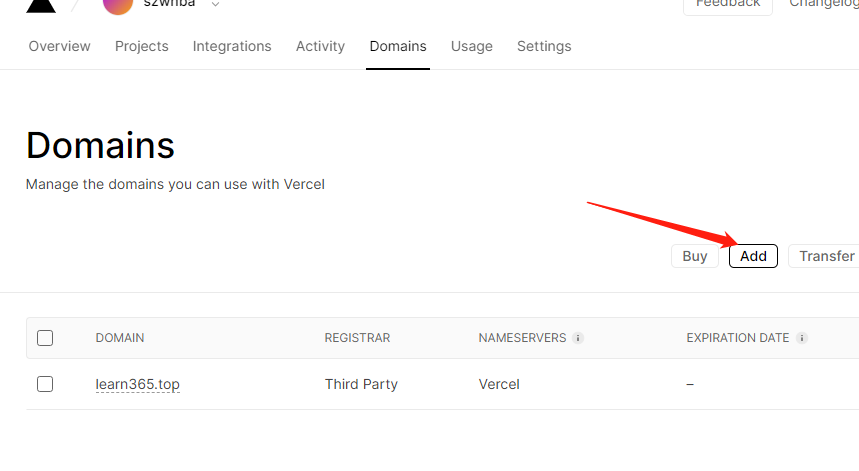 szwhba Feedback Changelog
Overview Projects Integrations Activity Domains Usage Settings
Domains
Manage the domains you can use with Vercel
Buy Add Transfer
DOMAIN REGISTRAR NAMESERVERS i EXPIRATION DATE i
learn365.top Third Party Vercel –